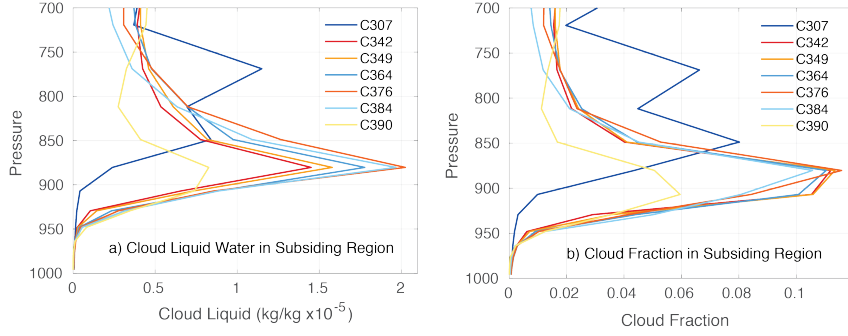 700
750
800
850
900
950
1000
Pressure
C307
C342
C349
C364
C376
C384
C390
a) Cloud Liquid Water in Subsiding Region
0 0.5 1 1.5 2
Cloud Liquid (kg/kg x10⁻⁵)
700
750
800
850
900
950
1000
Pressure
C307
C342
C349
C364
C376
C384
C390
b) Cloud Fraction in Subsiding Region
0 0.02 0.04 0.06 0.08 0.1
Cloud Fraction